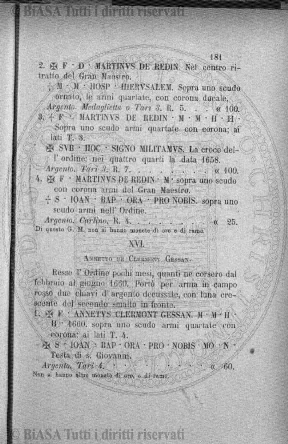 © BiASA Tutti i diritti riservati
181
2. ✠ F · D · MARTINVS DE REDIN. Nel centro ri-
tratto del Gran Maestro.
┼ M · M · HOSP · HIERVSALEM. Sopra uno scudo
ornato, le armi quartate, con corona ducale.
Argento. Medaglietta o Tarì 3. R. 5. . . a 100.
3. ┼ F · MARTINVS DE REDIN · M · M · H · H ·
Sopra uno scudo armi quartate con corona; ai
lati T. 3.
✠ SVB · HOC · SIGNO MILITAMVS. La croce del-
l' ordine; nei quattro quarti la data 1658.
Argento. Tarì 3. R. 7. . . . a 100.
4. ✠ F · MARTINVS DE REDIN · M · sopra uno scudo
con corona armi del Gran Maestro.
┼ S · IOAN · BAP · ORA · PRO NOBIS. sopra uno
scudo armi nell' Ordine.
Argento. Carlino. R. 4. . . . a 25.
Di questo G. M. non si hanno monete di oro e di rame
XVI.
ANNETTO DE CLERMONT GESSAN.
Resse l' Ordine pochi mesi, quanti ne corsero dal
febbraio al giugno 1660. Portò per arma in campo
rosso due chiavi d' argento decussate, con luna cre-
scente del secondo smalto in fronte.
1. ✠ F · ANNETVS CLERMONT GESSAN. M · M · H ·
H · 1660. sopra uno scudo armi quartate con
corona; ai lati T. 4.
✠ S · IOAN · BAP · ORA · PRO · NOBIS · MO · N ·
Testa di s. Giovanni.
Argento, Tarì 4. . . . a 60.
Non si hanno altre monete di oro, e di rame.
© BiASA Tutti i diritti riservati